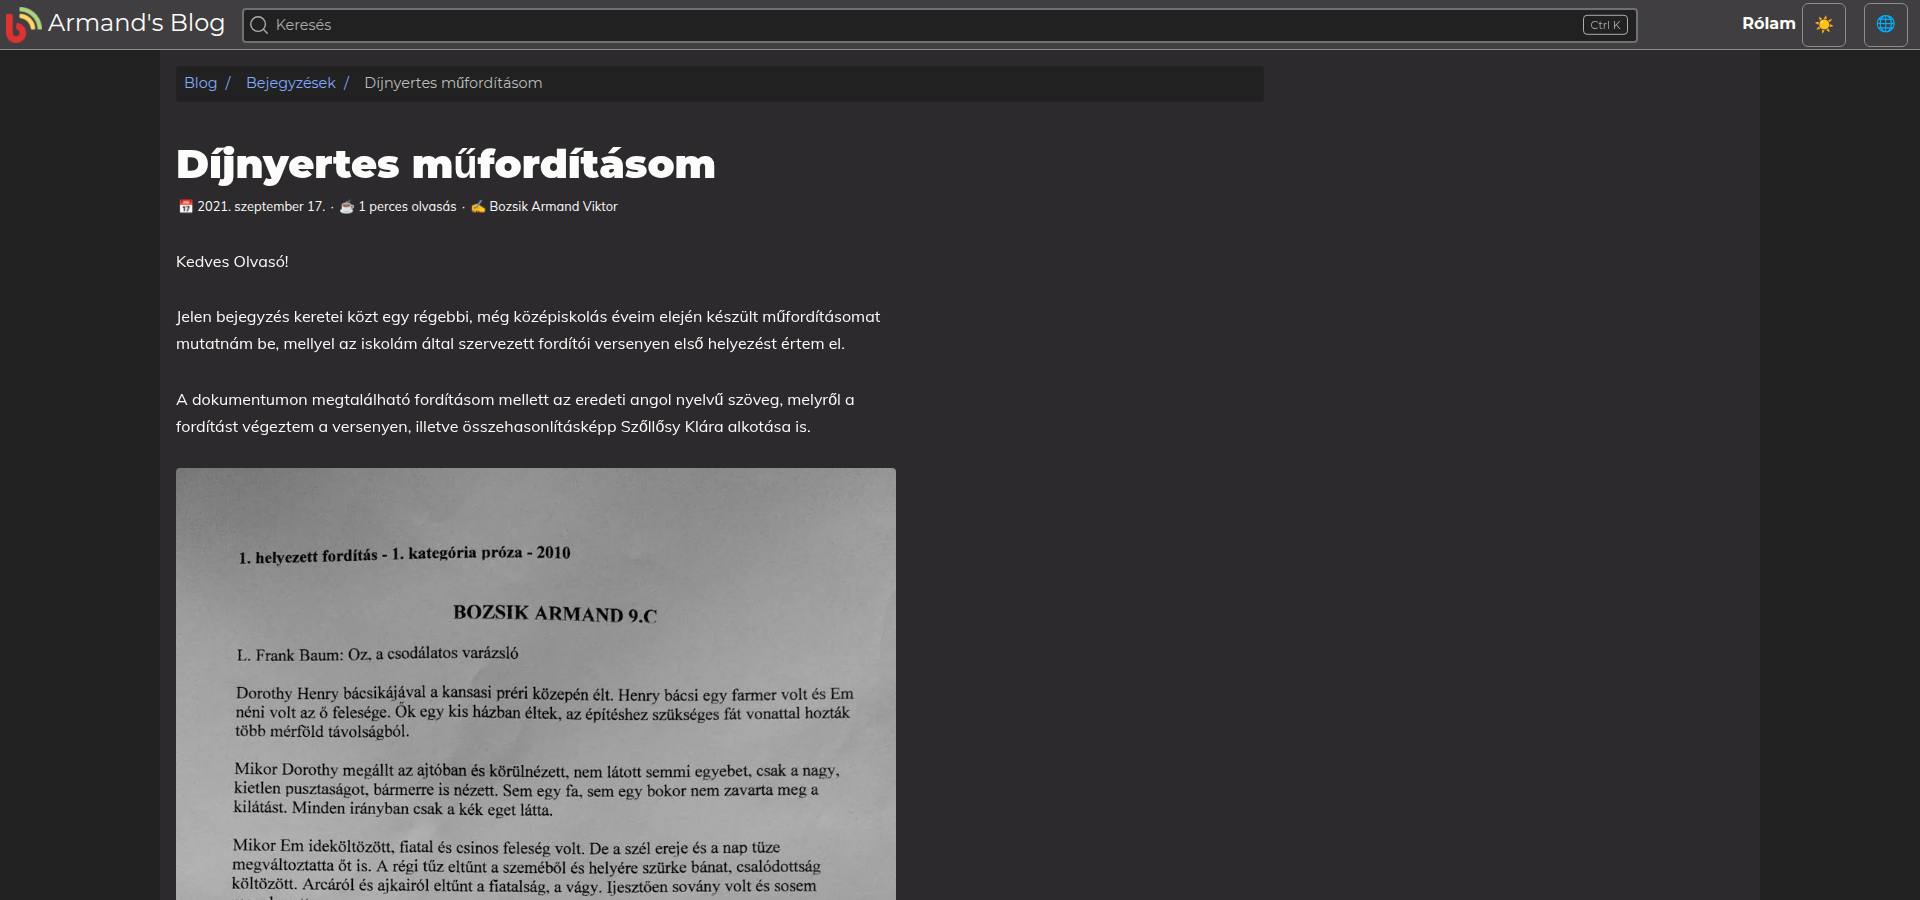 Armand's Blog
Keresés
Ctrl K
Rólam
Blog / Bejegyzések / Díjnyertes műfordításom
Díjnyertes műfordításom
📅 2021. szeptember 17. · ☕ 1 perces olvasás · ✍️ Bozsik Armand Viktor
Kedves Olvasó!
Jelen bejegyzés keretei közt egy régebbi, még középiskolás éveim elején készült műfordításomat
mutatnám be, mellyel az iskolám által szervezett fordítói versenyen első helyezést értem el.
A dokumentumon megtalálható fordításom mellett az eredeti angol nyelvű szöveg, melyről a
fordítást végeztem a versenyen, illetve összehasonlításképp Szőllősy Klára alkotása is.
1. helyezett fordítás - 1. kategória próza - 2010
BOZSIK ARMAND 9.C
L. Frank Baum: Oz, a csodálatos varázsló
Dorothy Henry bácsikájával a kansasi préri közepén élt. Henry bácsi egy farmer volt és Em
néni volt az ő felesége. Ők egy kis házban éltek, az építéshez szükséges fát vonattal hozták
több mérföld távolságból.
Mikor Dorothy megállt az ajtóban és körülnézett, nem látott semmi egyebet, csak a nagy,
kietlen pusztaságot, bármerre is nézett. Sem egy fa, sem egy bokor nem zavarta meg a
kilátást. Minden irányban csak a kék eget látta.
Mikor Em ideköltözött, fiatal és csinos feleség volt. De a szél ereje és a nap tüze
megváltoztatta őt is. A régi tűz eltűnt a szeméből és helyére szürke bánat, csalódottság
költözött. Arcáról és ajkairól eltűnt a fiatalság, a vágy. Ijesztően sovány volt és sosem